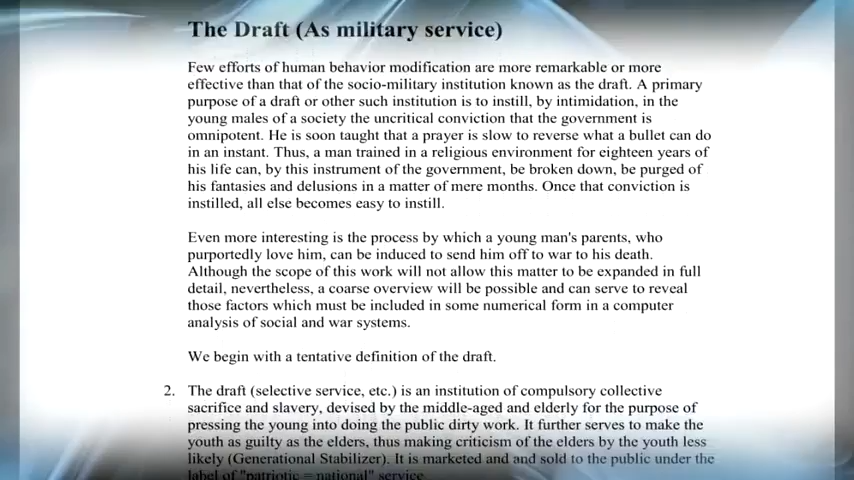 The Draft (As military service)
Few efforts of human behavior modification are more remarkable or more
effective than that of the socio-military institution known as the draft. A primary
purpose of a draft or other such institution is to instill, by intimidation, in the
young males of a society the uncritical conviction that the government is
omnipotent. He is soon taught that a prayer is slow to reverse what a bullet can do
in an instant. Thus, a man trained in a religious environment for eighteen years of
his life can, by this instrument of the government, be broken down, be purged of
his fantasies and delusions in a matter of mere months. Once that conviction is
instilled, all else becomes easy to instill.
Even more interesting is the process by which a young man's parents, who
purportedly love him, can be induced to send him off to war to his death.
Although the scope of this work will not allow this matter to be expanded in full
detail, nevertheless, a coarse overview will be possible and can serve to reveal
those factors which must be included in some numerical form in a computer
analysis of social and war systems.
We begin with a tentative definition of the draft.
2. The draft (selective service, etc.) is an institution of compulsory collective
sacrifice and slavery, devised by the middle-aged and elderly for the purpose of
pressing the young into doing the public dirty work. It further serves to make the
youth as guilty as the elders, thus making criticism of the elders by the youth less
likely (Generational Stabilizer). It is marketed and and sold to the public under the
label of "patriotic = national" service.